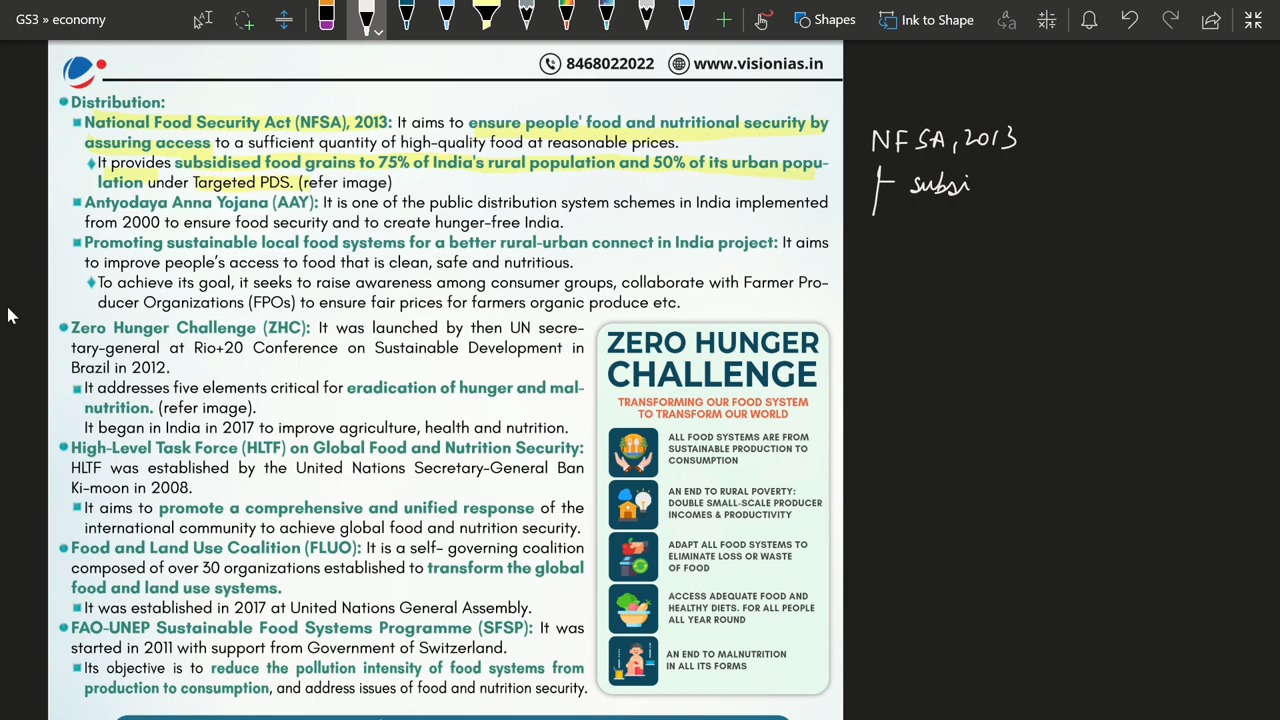 GS3 » economy
Shapes
Ink to Shape
8468022022
www.visionias.in
Distribution:
National Food Security Act (NFSA), 2013: It aims to ensure people' food and nutritional security by
assuring access to a sufficient quantity of high-quality food at reasonable prices.
It provides subsidised food grains to 75% of India's rural population and 50% of its urban popu-
lation under Targeted PDS. (refer image)
Antyodaya Anna Yojana (AAY): It is one of the public distribution system schemes in India implemented
from 2000 to ensure food security and to create hunger-free India.
Promoting sustainable local food systems for a better rural-urban connect in India project: It aims
to improve people's access to food that is clean, safe and nutritious.
To achieve its goal, it seeks to raise awareness among consumer groups, collaborate with Farmer Pro-
ducer Organizations (FPOs) to ensure fair prices for farmers organic produce etc.
Zero Hunger Challenge (ZHC): It was launched by then UN secre-
tary-general at Rio+20 Conference on Sustainable Development in
Brazil in 2012.
It addresses five elements critical for eradication of hunger and mal-
nutrition. (refer image).
It began in India in 2017 to improve agriculture, health and nutrition.
High-Level Task Force (HLTF) on Global Food and Nutrition Security:
HLTF was established by the United Nations Secretary-General Ban
Ki-moon in 2008.
It aims to promote a comprehensive and unified response of the
international community to achieve global food and nutrition security.
Food and Land Use Coalition (FLUO): It is a self- governing coalition
composed of over 30 organizations established to transform the global
food and land use systems.
It was established in 2017 at United Nations General Assembly.
FAO-UNEP Sustainable Food Systems Programme (SFSP): It was
started in 2011 with support from Government of Switzerland.
Its objective is to reduce the pollution intensity of food systems from
production to consumption, and address issues of food and nutrition security.
ZERO HUNGER
CHALLENGE
TRANSFORMING OUR FOOD SYSTEM
TO TRANSFORM OUR WORLD
ALL FOOD SYSTEMS ARE FROM
SUSTAINABLE PRODUCTION TO
CONSUMPTION
AN END TO RURAL POVERTY:
DOUBLE SMALL-SCALE PRODUCER
INCOMES & PRODUCTIVITY
ADAPT ALL FOOD SYSTEMS TO
ELIMINATE LOSS OR WASTE
OF FOOD
ACCESS ADEQUATE FOOD AND
HEALTHY DIETS. FOR ALL PEOPLE
ALL YEAR ROUND
AN END TO MALNUTRITION
IN ALL ITS FORMS
NFSA, 2013
subsi